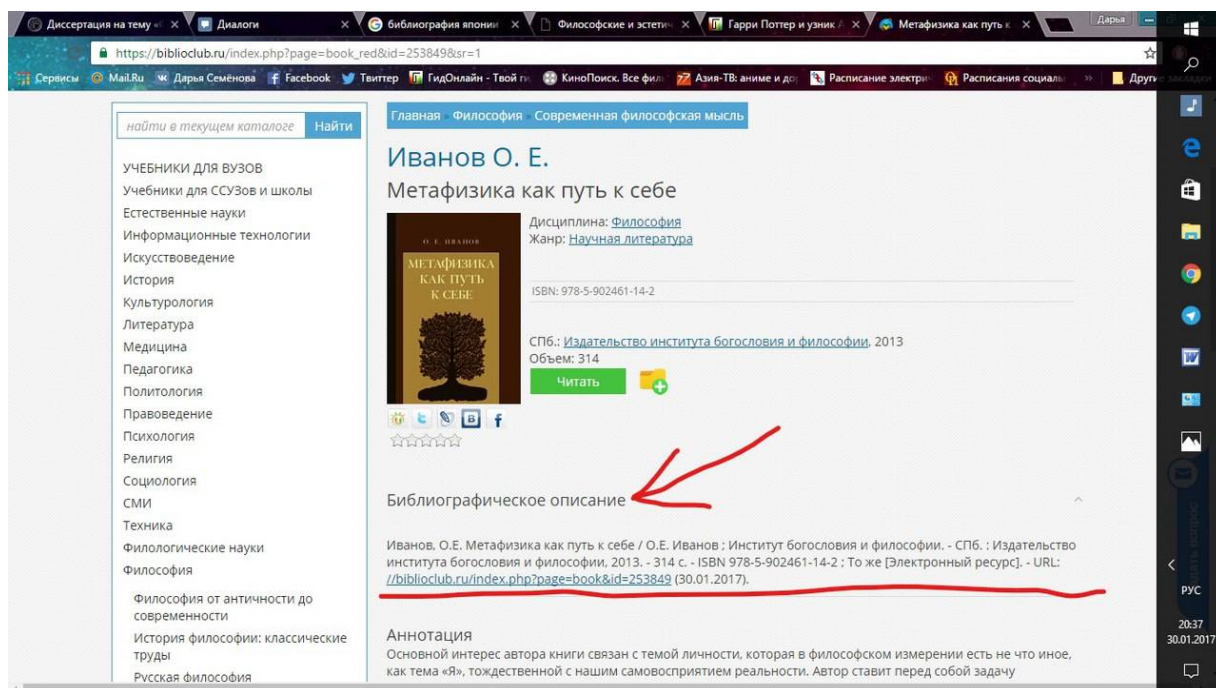 Диссертация на тему «
Диалоги
библиография японии
Философские и эстети
Гарри Поттер и узник А
Метафизика как путь к
Дарья
https://biblioclub.ru/index.php?page=book_red&id=253849&sr=1
Сервисы
Mail.Ru
Дарья Семёнова
Facebook
Твиттер
ГидОнлайн - Твой ги
КиноПоиск. Все фил
Азия-ТВ: аниме и до
Расписание электри
Расписания социаль
»
Другие закладки
найти в текущем каталоге
Найти
УЧЕБНИКИ ДЛЯ ВУЗОВ
Учебники для ССУЗов и школы
Естественные науки
Информационные технологии
Искусствоведение
История
Культурология
Литература
Медицина
Педагогика
Политология
Правоведение
Психология
Религия
Социология
СМИ
Техника
Филологические науки
Философия
Философия от античности до
современности
История философии: классические
труды
Русская философия
Главная » Философия » Современная философская мысль
Иванов О. Е.
Метафизика как путь к себе
О. Е. ИВАНОВ
МЕТАФИЗИКА
КАК ПУТЬ
К СЕБЕ
Дисциплина: Философия
Жанр: Научная литература
ISBN: 978-5-902461-14-2
СПб.: Издательство института богословия и философии, 2013
Объем: 314
Читать
Библиографическое описание
Иванов, О.Е. Метафизика как путь к себе / О.Е. Иванов ; Институт богословия и философии. - СПб. : Издательство
института богословия и философии, 2013. - 314 с. - ISBN 978-5-902461-14-2 ; То же [Электронный ресурс]. - URL:
//biblioclub.ru/index.php?page=book&id=253849 (30.01.2017).
Аннотация
Основной интерес автора книги связан с темой личности, которая в философском измерении есть не что иное,
как тема «Я», тождественной с нашим самовосприятием реальности. Автор ставит перед собой задачу
РУС
20:37
30.01.2017